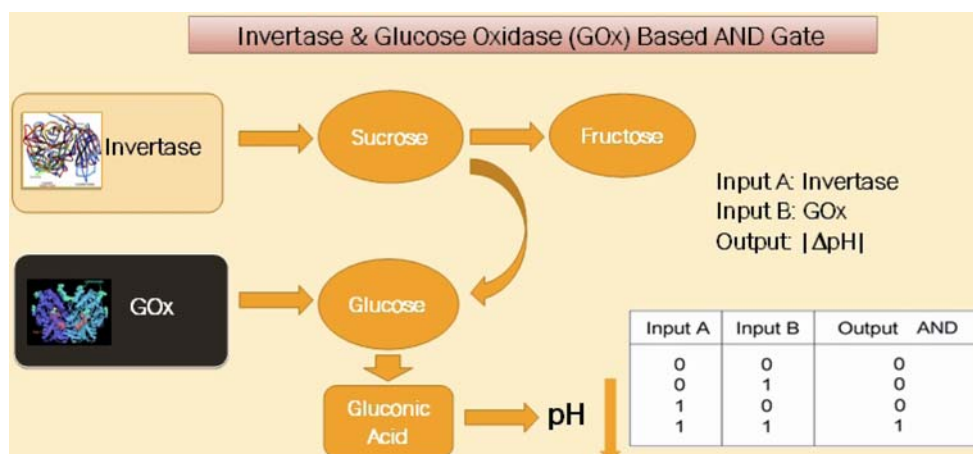 Invertase & Glucose Oxidase (GOx) Based AND Gate
Invertase
Sucrose
Fructose
Input A: Invertase
Input B: GOx
Output: |ΔpH|
GOx
Glucose
Gluconic
Acid
pH
Input A Input B Output AND
0 0 0
0 1 0
1 0 0
1 1 1